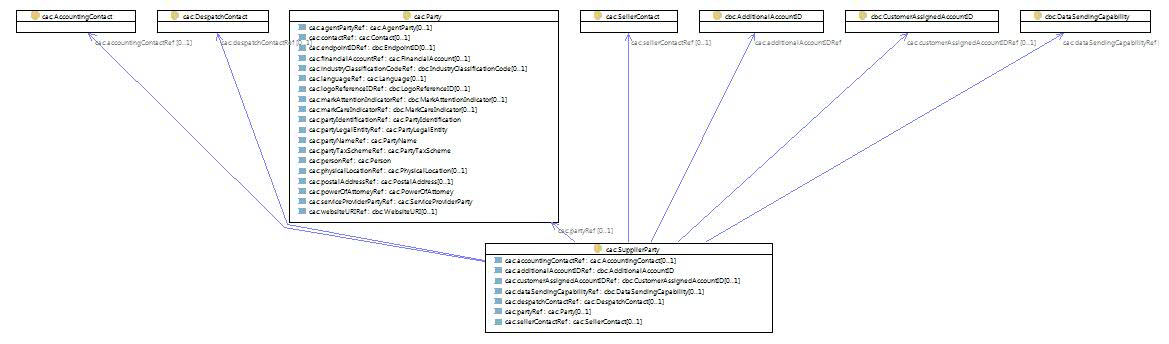 cac:AccountingContact
cac:DespatchContact
cac:Party
cac:SellerContact
cbc:AdditionalAccountID
cbc:CustomerAssignedAccountID
cbc:DataSendingCapability
cac:agentPartyRef : cac:AgentParty[0..1]
cac:contactRef : cac:Contact[0..1]
cac:endpointIDRef : cbc:EndpointID[0..1]
cac:financialAccountRef : cac:FinancialAccount[0..1]
cac:industryClassificationCodeRef : cbc:IndustryClassificationCode[0..1]
cac:languageRef : cac:Language[0..1]
cac:logoReferenceIDRef : cbc:LogoReferenceID[0..1]
cac:markAttentionIndicatorRef : cbc:MarkAttentionIndicator[0..1]
cac:markCareIndicatorRef : cbc:MarkCareIndicator[0..1]
cac:partyIdentificationRef : cac:PartyIdentification
cac:partyLegalEntityRef : cac:PartyLegalEntity
cac:partyNameRef : cac:PartyName
cac:partyTaxSchemeRef : cac:PartyTaxScheme
cac:personRef : cac:Person
cac:physicalLocationRef : cac:PhysicalLocation[0..1]
cac:postalAddressRef : cac:PostalAddress[0..1]
cac:powerOfAttorneyRef : cac:PowerOfAttorney
cac:serviceProviderPartyRef : cac:ServiceProviderParty
cac:websiteURIRef : cbc:WebsiteURI[0..1]
cac:accountingContactRef [0..1]
cac:despatchContactRef [0..1]
cac:sellerContactRef [0..1]
cac:additionalAccountIDRef
cac:customerAssignedAccountIDRef [0..1]
cac:dataSendingCapabilityRef
cac:partyRef [0..1]
cac:SupplierParty
cac:accountingContactRef : cac:AccountingContact[0..1]
cac:additionalAccountIDRef : cbc:AdditionalAccountID
cac:customerAssignedAccountIDRef : cbc:CustomerAssignedAccountID[0..1]
cac:dataSendingCapabilityRef : cbc:DataSendingCapability[0..1]
cac:despatchContactRef : cac:DespatchContact[0..1]
cac:partyRef : cac:Party[0..1]
cac:sellerContactRef : cac:SellerContact[0..1]